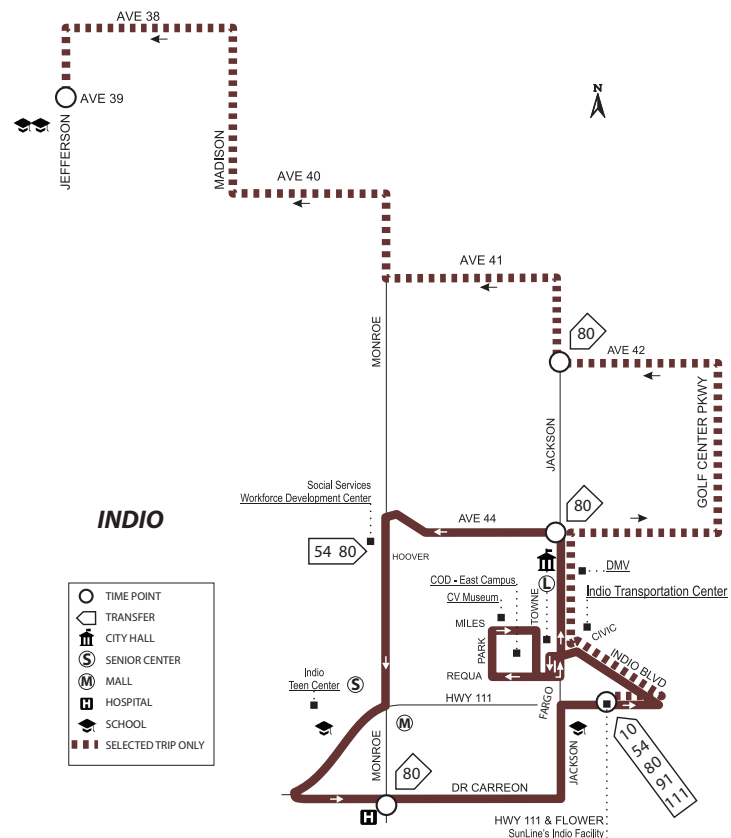 AVE 38
N
AVE 39
JEFFERSON
MADISON
AVE 40
AVE 41
80
MONROE
AVE 42
JACKSON
GOLF CENTER PKWY
Social Services
Workforce Development Center
80
INDIO
AVE 44
54 80
HOOVER
COD - East Campus
CV Museum
L
TOWNE
DMV
Indio Transportation Center
MILES
PARK
CIVIC
INDIO BLVD
REQUA
Indio
Teen Center
S
HWY 111
FARGO
M
MONROE
80
JACKSON
DR CARREON
H
10
54
80
91
111
HWY 111 & FLOWER
SunLine's Indio Facility
TIME POINT
TRANSFER
CITY HALL
S SENIOR CENTER
M MALL
H HOSPITAL
SCHOOL
SELECTED TRIP ONLY